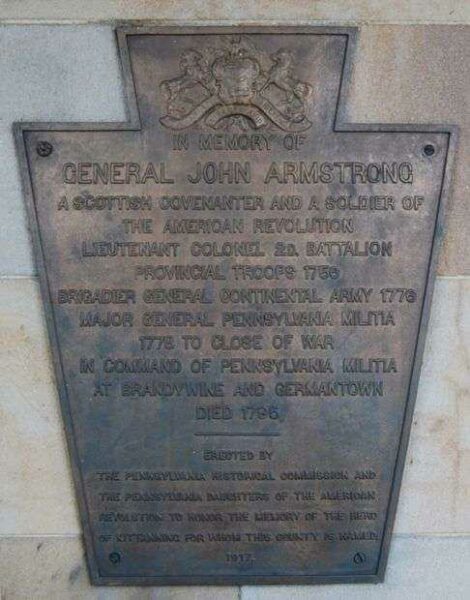 IN MEMORY OF
GENERAL JOHN ARMSTRONG
A SCOTTISH COVENANTER AND A SOLDIER OF
THE AMERICAN REVOLUTION
LIEUTENANT COLONEL 2D. BATTALION
PROVINCIAL TROOPS 1756
BRIGADIER GENERAL CONTINENTAL ARMY 1776
MAJOR GENERAL PENNSYLVANIA MILITIA
1778 TO CLOSE OF WAR
IN COMMAND OF PENNSYLVANIA MILITIA
AT BRANDYWINE AND GERMANTOWN
DIED 1795
ERECTED BY
THE PENNSYLVANIA HISTORICAL COMMISSION AND
THE PENNSYLVANIA DAUGHTERS OF THE AMERICAN
REVOLUTION TO HONOR THE MEMORY OF THE HERO
OF KITTANNING FOR WHOM THIS COUNTY IS NAMED
1917